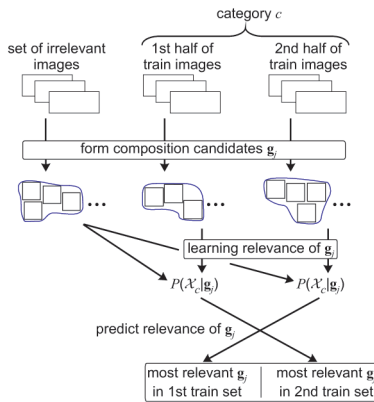 category c
set of irrelevant
images
1st half of
train images
2nd half of
train images
form composition candidates gⱼ
...
...
...
learning relevance of gⱼ
P(𝒳c|gⱼ)
P(𝒳c|gⱼ)
predict relevance of gⱼ
most relevant gⱼ
in 1st train set
most relevant gⱼ
in 2nd train set